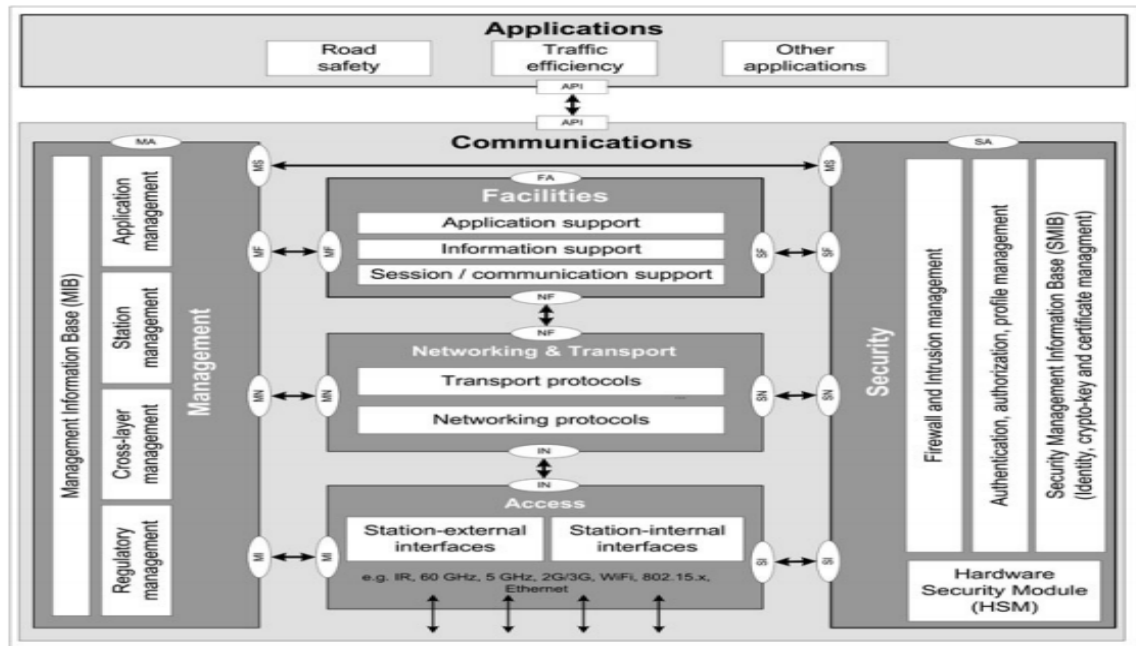 Applications
Road
safety
Traffic
efficiency
Other
applications
API
API
Communications
MA
SA
MS
MS
FA
Facilities
Application support
Information support
Session / communication support
MF
MF
SF
SF
NF
NF
Networking & Transport
Transport protocols
Networking protocols
MN
MN
SN
SN
IN
IN
Access
Station-external
interfaces
Station-internal
interfaces
e.g. IR, 60 GHz, 5 GHz, 2G/3G, WiFi, 802.15.x,
Ethernet
MI
MI
SI
SI
Management Information Base (MIB)
Application
management
Station
management
Cross-layer
management
Regulatory
management
Management
Security
Firewall and Intrusion management
Authentication, authorization, profile management
Security Management Information Base (SMIB)
(Identity, crypto-key and certificate managment)
Hardware
Security Module
(HSM)